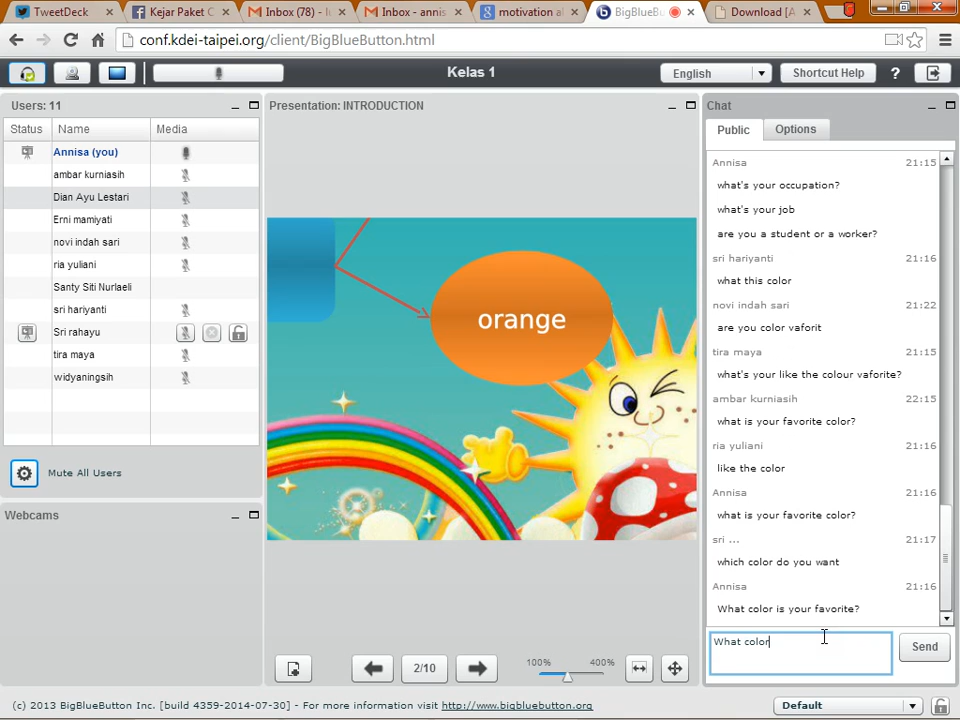 TweetDeck
Kejar Paket C
Inbox (78) -
Inbox - annis
motivation al
BigBlueBu
Download [A
conf.kdei-taipei.org/client/BigBlueButton.html
Kelas 1
English
Shortcut Help
?
Users: 11
Status Name Media
Annisa (you)
ambar kurniasih
Dian Ayu Lestari
Erni mamiyati
novi indah sari
ria yuliani
Santy Siti Nurlaeli
sri hariyanti
Sri rahayu
tira maya
widyaningsih
Mute All Users
Webcams
Presentation: INTRODUCTION
orange
2/10
100%
400%
Chat
Public
Options
Annisa 21:15
what's your occupation?
what's your job
are you a student or a worker?
sri hariyanti 21:16
what this color
novi indah sari 21:22
are you color vaforit
tira maya 21:15
what's your like the colour vaforite?
ambar kurniasih 22:15
what is your favorite color?
ria yuliani 21:16
like the color
Annisa 21:16
what is your favorite color?
sri ... 21:17
which color do you want
Annisa 21:16
What color is your favorite?
What color
Send
(c) 2013 BigBlueButton Inc. [build 4359-2014-07-30] - For more information visit http://www.bigbluebutton.org
Default